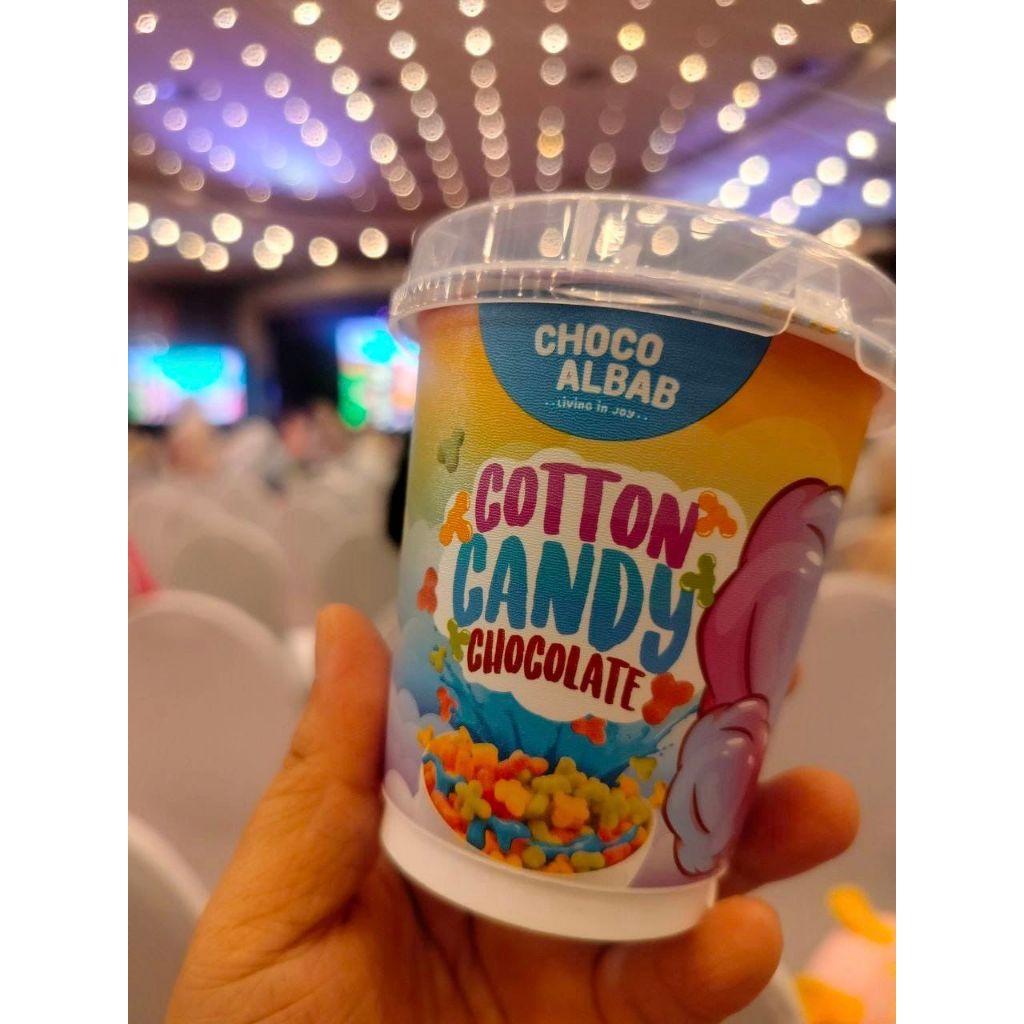 CHOCO
ALBAB
..Living in Joy..
COTTON
CANDY
CHOCOLATE